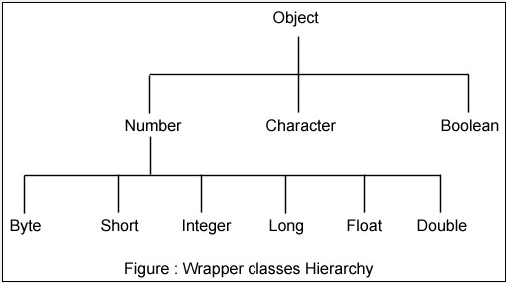 Object
Number Character Boolean
Byte Short Integer Long Float Double
Figure : Wrapper classes Hierarchy